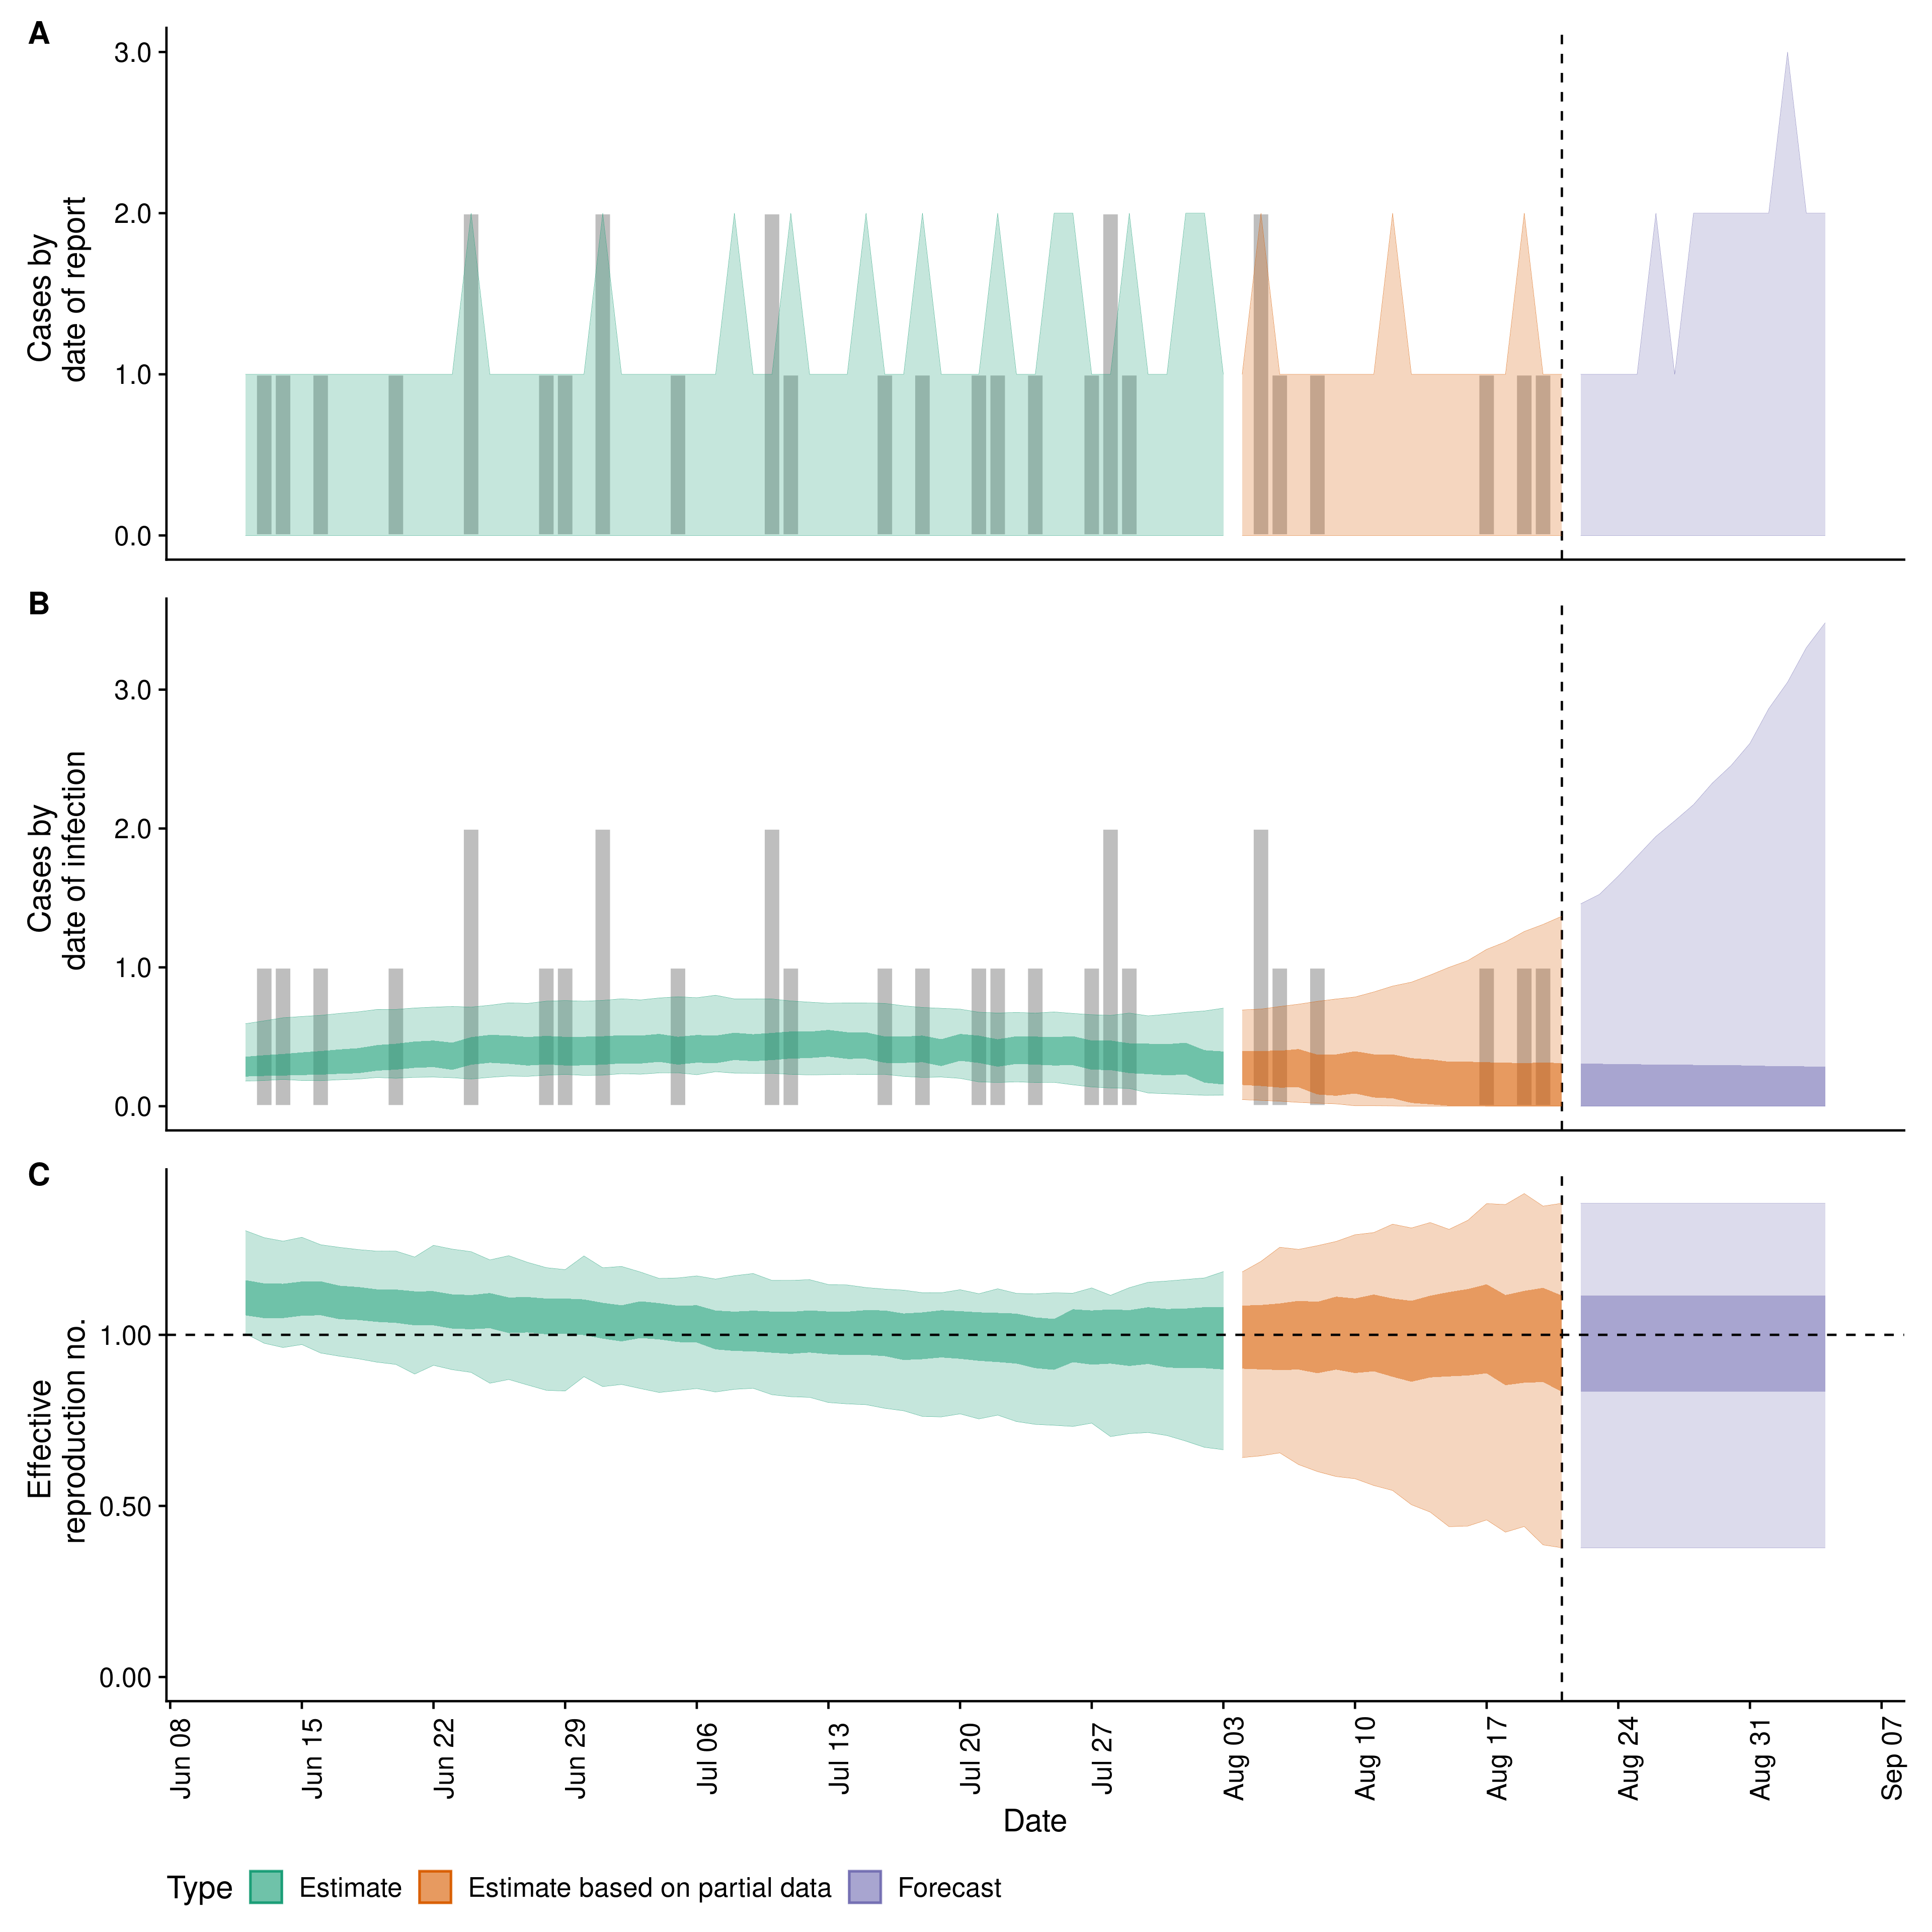 A
Cases by
date of report
3.0
2.0
1.0
0.0
B
Cases by
date of infection
3.0
2.0
1.0
0.0
C
Effective
reproduction no.
1.00
0.50
0.00
Jun 08
Jun 15
Jun 22
Jun 29
Jul 06
Jul 13
Jul 20
Jul 27
Aug 03
Aug 10
Aug 17
Aug 24
Aug 31
Sep 07
Date
Type Estimate Estimate based on partial data Forecast